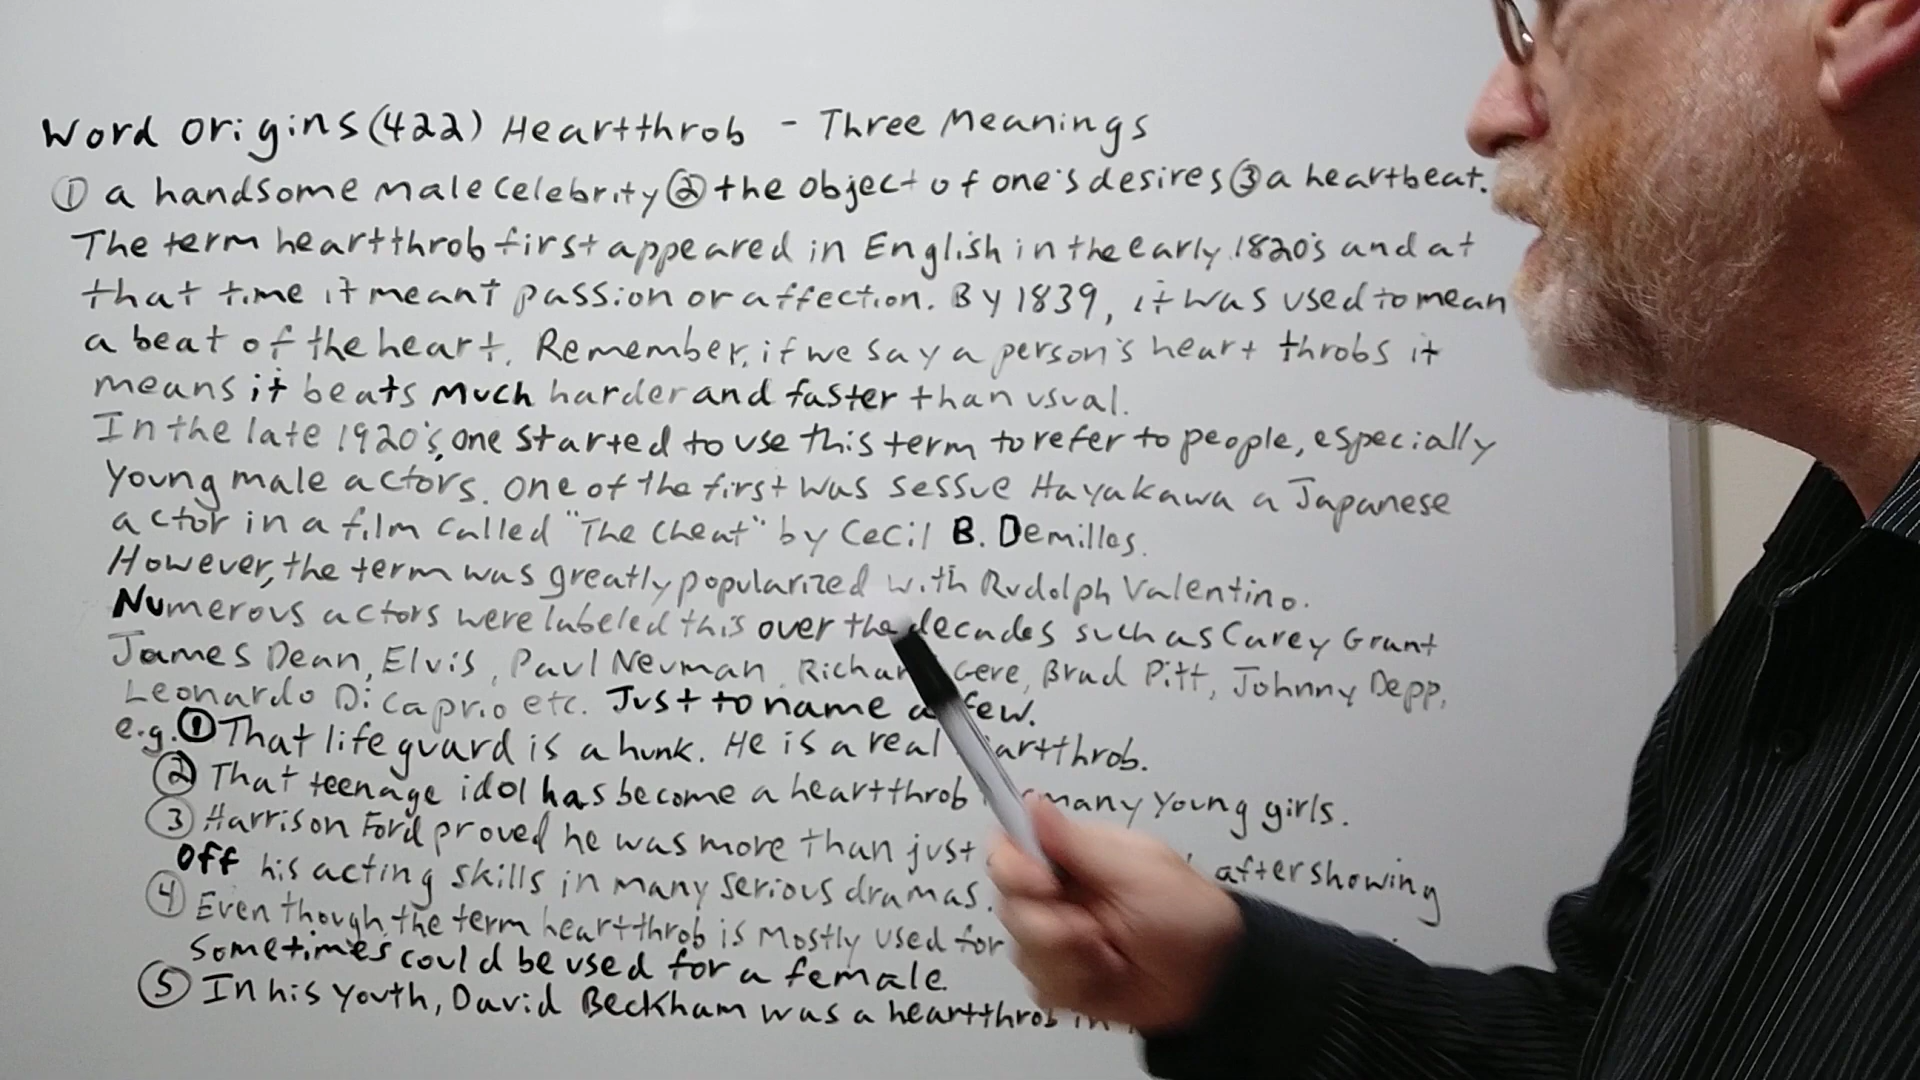 Word Origins (422) Heartthrob - Three Meanings
① a handsome male celebrity ② the object of one's desires ③ a heartbeat.
The term heartthrob first appeared in English in the early 1820's and at
that time it meant passion or affection. By 1839, it was used to mean
a beat of the heart. Remember, if we say a person's heart throbs it
means it beats much harder and faster than usual.
In the late 1920's, one started to use this term to refer to people, especially
young male actors. One of the first was Sessue Hayakawa a Japanese
actor in a film called "The Cheat" by Cecil B. Demilles.
However, the term was greatly popularized with Rudolph Valentino.
Numerous actors were labeled this over the decades such as Carey Grant
James Dean, Elvis, Paul Neuman, Richar Gere, Brad Pitt, Johnny Depp,
Leonardo Di Caprio etc. Just to name a few.
e.g. ① That life guard is a hunk. He is a real artthrob.
② That teenage idol has become a heartthrob many young girls.
③ Harrison Ford proved he was more than just after showing
off his acting skills in many serious dramas.
④ Even though the term heartthrob is mostly used for
sometimes could be used for a female.
⑤ In his youth, David Beckham was a heartthrob in